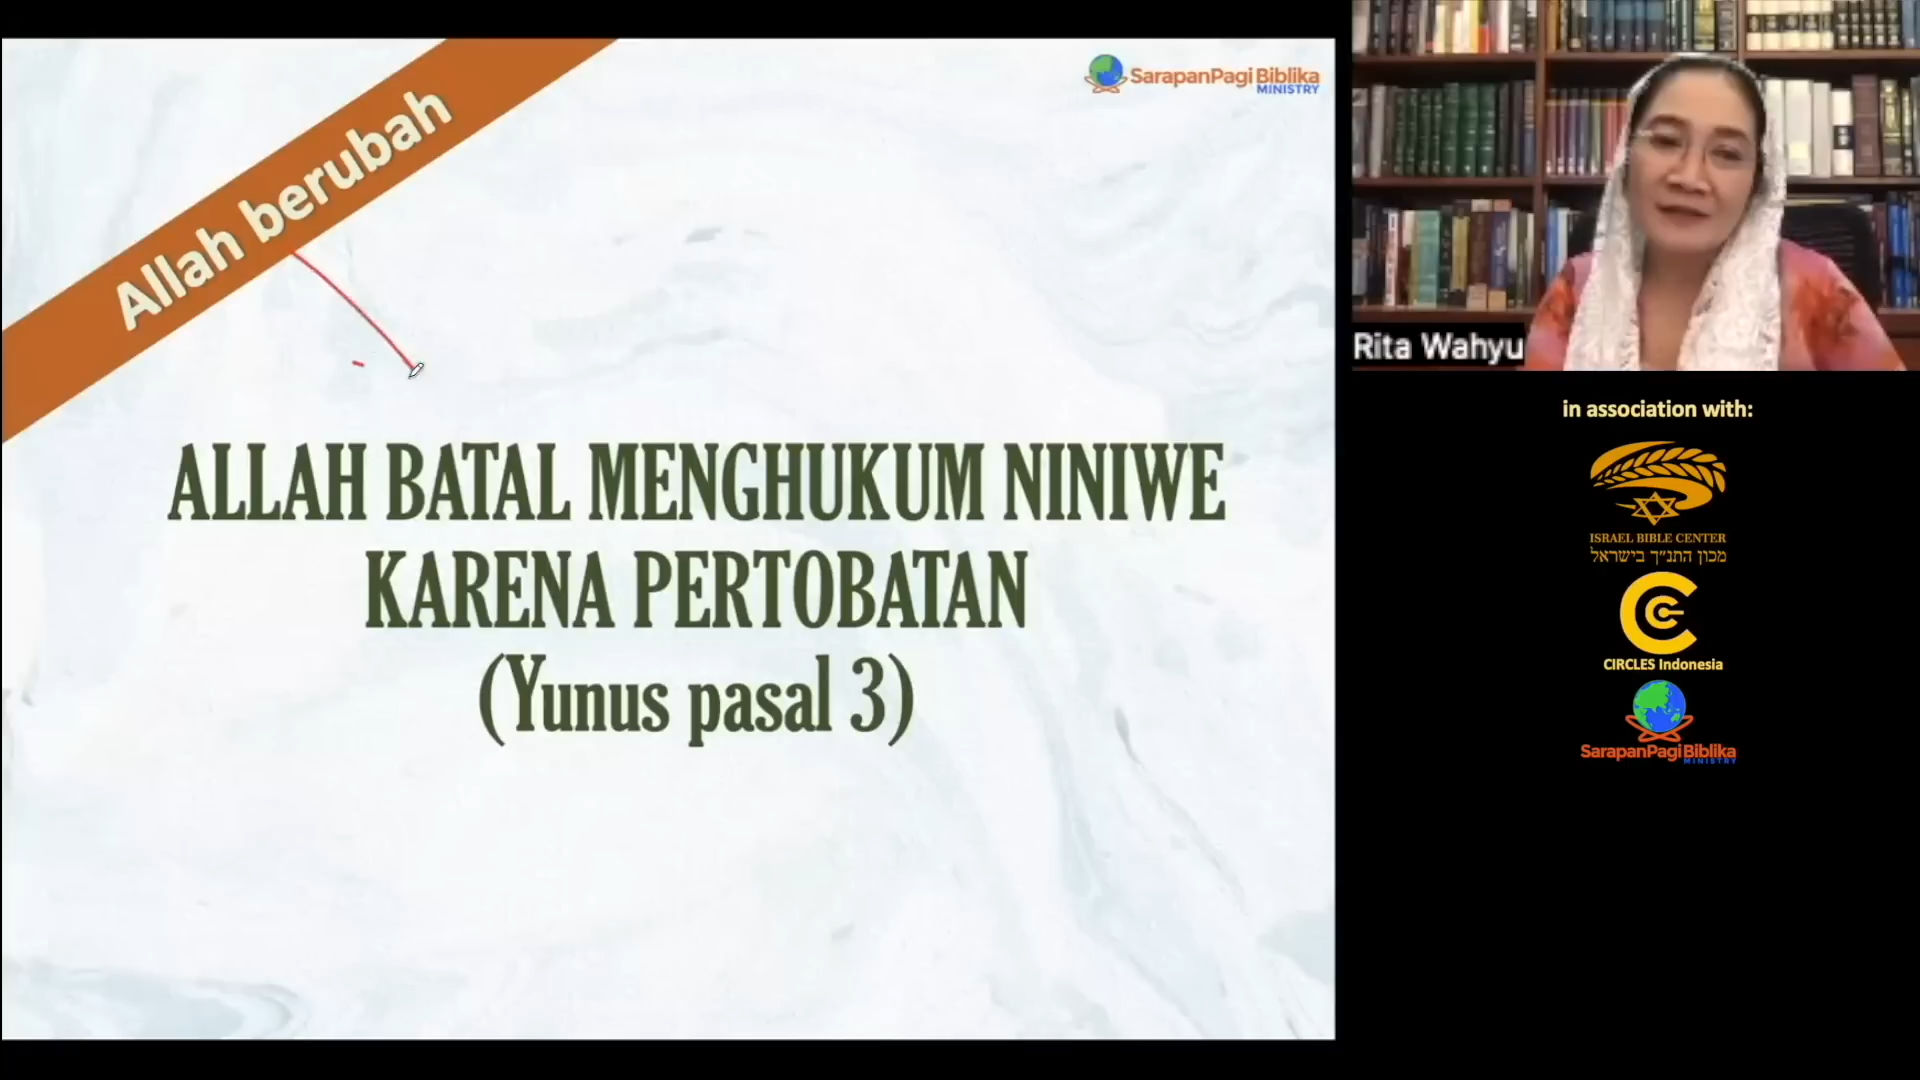 Allah berubah
SarapanPagi Biblika
MINISTRY
ALLAH BATAL MENGHUKUM NINIWE
KARENA PERTOBATAN
(Yunus pasal 3)
Rita Wahyu
in association with:
ISRAEL BIBLE CENTER
מכון התנ״ך בישראל
CIRCLES Indonesia
SarapanPagi Biblika
MINISTRY